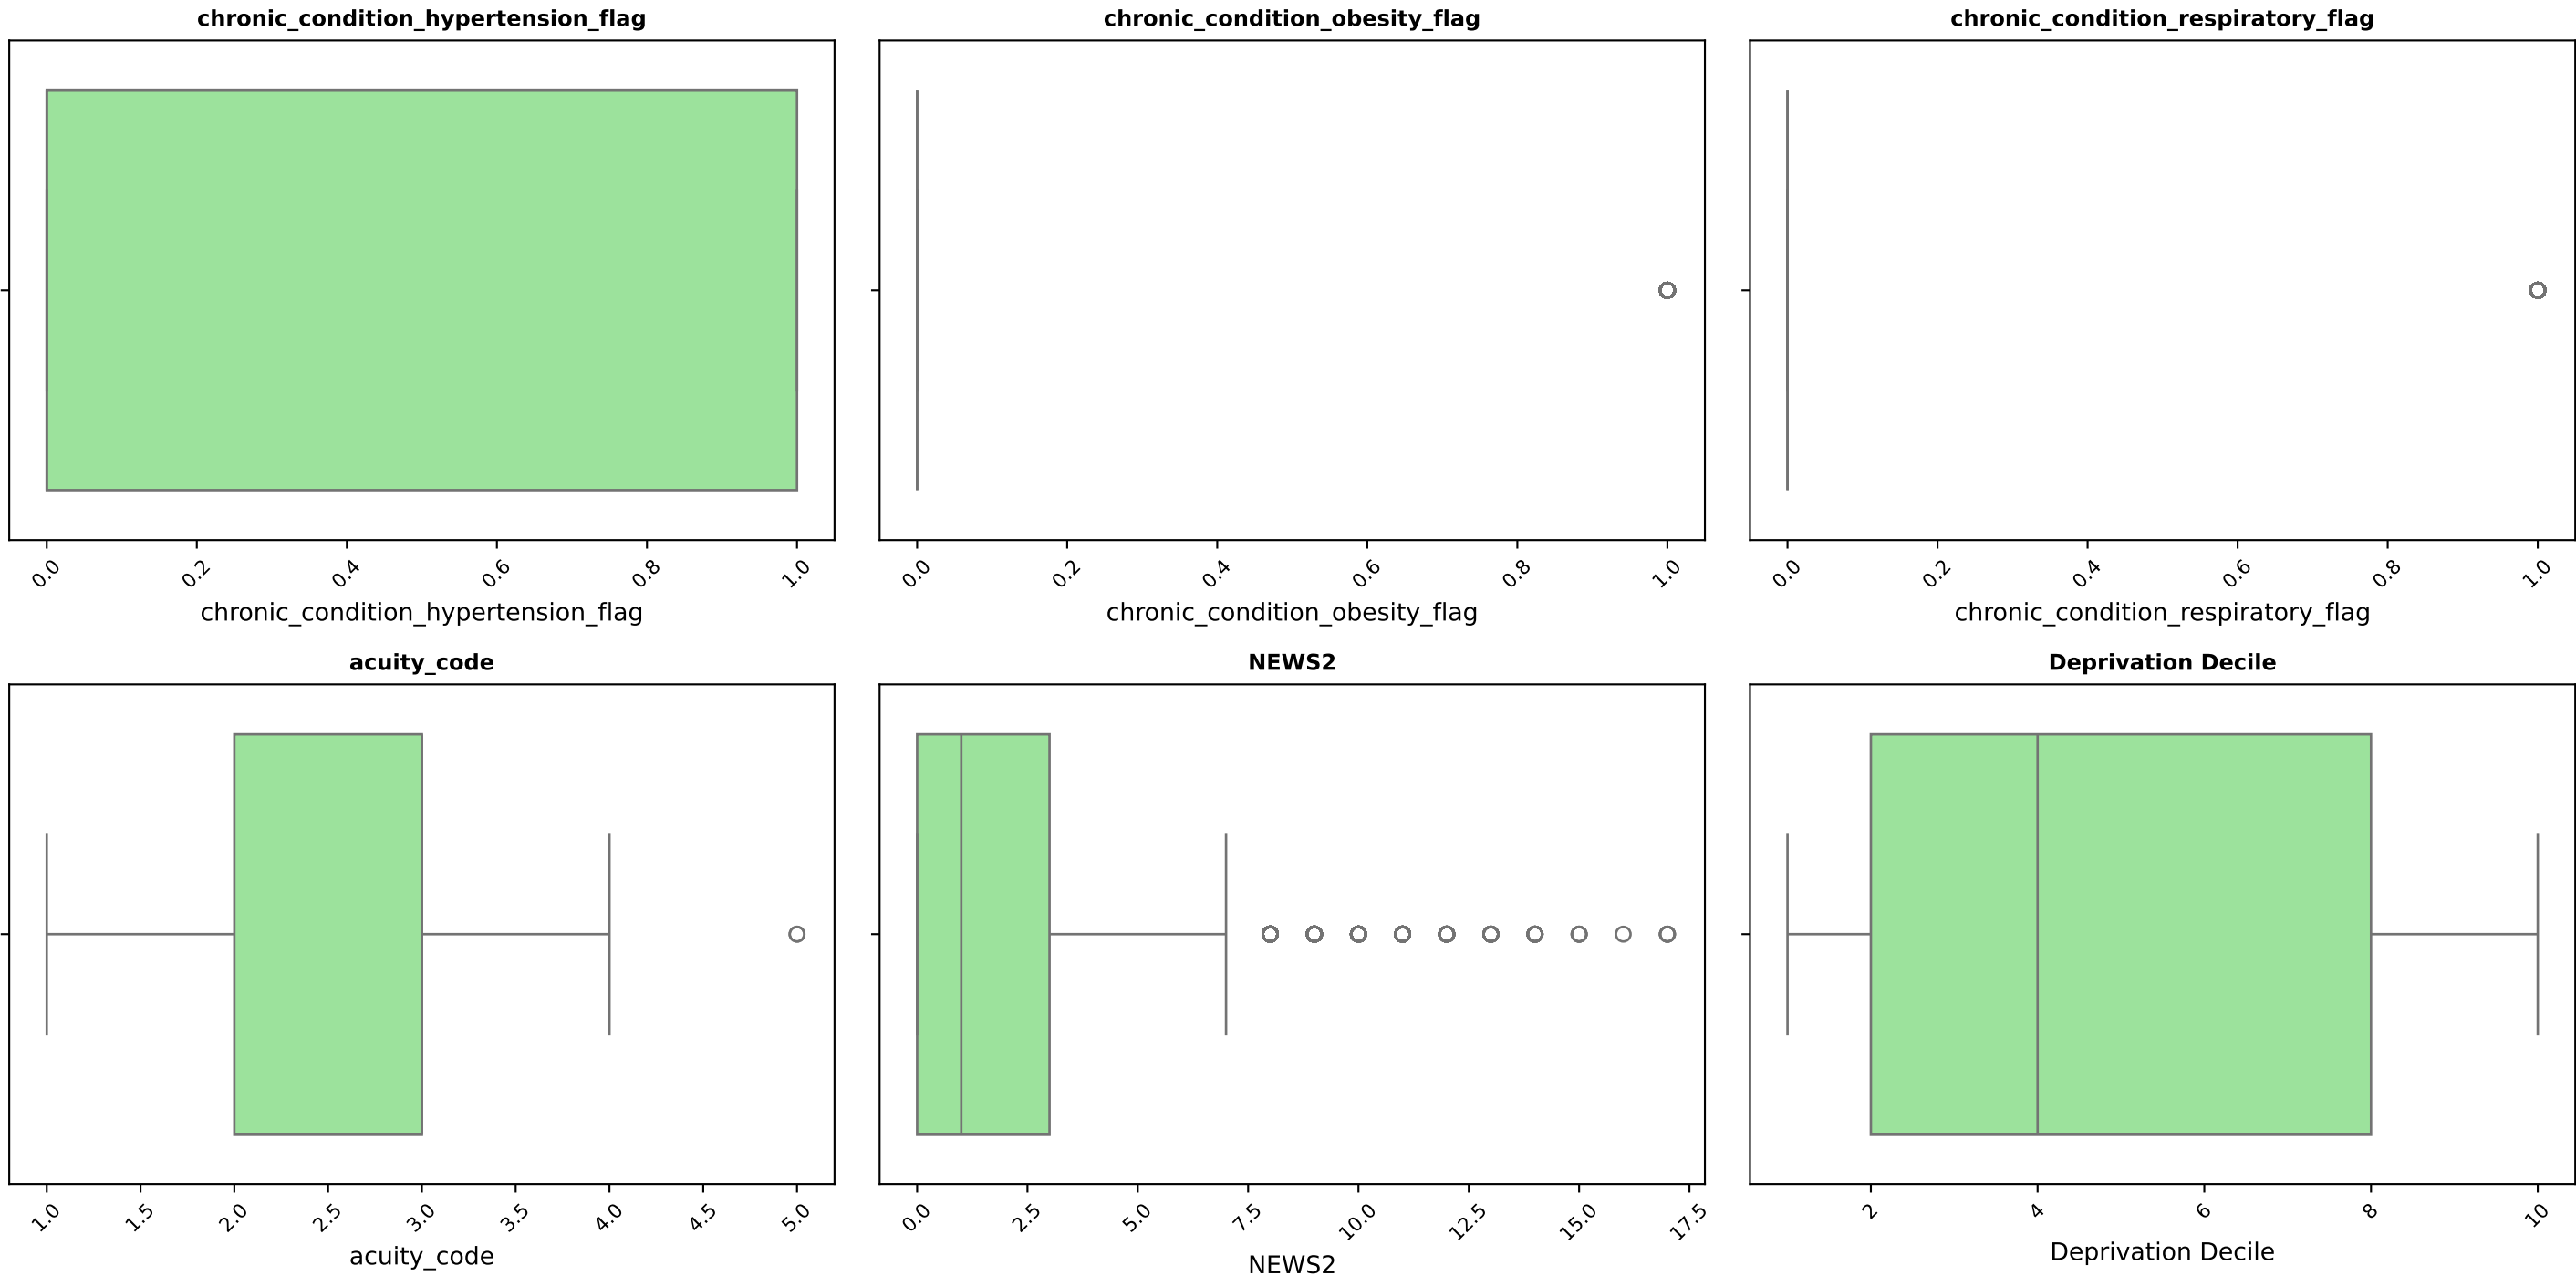 chronic_condition_hypertension_flag
chronic_condition_obesity_flag
chronic_condition_respiratory_flag
0.0 0.2 0.4 0.6 0.8 1.0
0.0 0.2 0.4 0.6 0.8 1.0
0.0 0.2 0.4 0.6 0.8 1.0
chronic_condition_hypertension_flag
chronic_condition_obesity_flag
chronic_condition_respiratory_flag
acuity_code
NEWS2
Deprivation Decile
1.0 1.5 2.0 2.5 3.0 3.5 4.0 4.5 5.0
0.0 2.5 5.0 7.5 10.0 12.5 15.0 17.5
2 4 6 8 10
acuity_code
NEWS2
Deprivation Decile